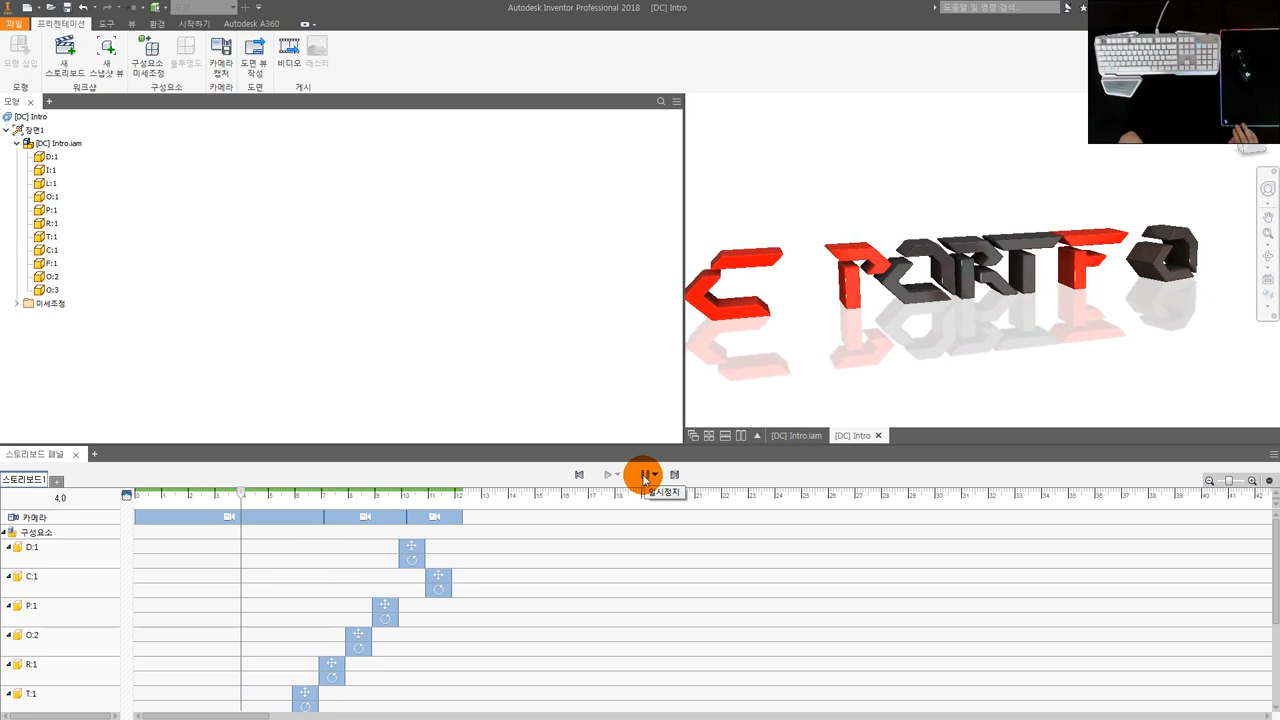 Autodesk Inventor Professional 2018 [DC] Intro
도움말 및 명령 검색...
파일 프리젠테이션 도구 뷰 환경 시작하기 Autodesk A360
모형 삽입
새 스토리보드
새 스냅샷 뷰
구성요소 미세조정
불투명도
카메라 캡처
도면 뷰 작성
비디오
래스터
모형 워크샵 구성요소 카메라 도면 게시
모형
[DC] Intro
장면1
[DC] Intro.iam
D:1
I:1
L:1
O:1
P:1
R:1
T:1
C:1
F:1
O:2
O:3
미세조정
C PORTF
[DC] Intro.iam [DC] Intro
스토리보드 패널
일시정지
스토리보드1
4.0
카메라
구성요소
D:1
C:1
P:1
O:2
R:1
T:1